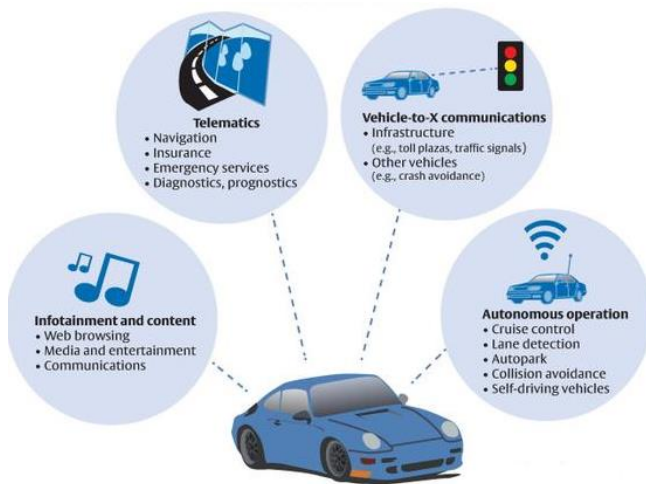 Telematics
• Navigation
• Insurance
• Emergency services
• Diagnostics, prognostics
Vehicle-to-X communications
• Infrastructure
(e.g., toll plazas, traffic signals)
• Other vehicles
(e.g., crash avoidance)
Infotainment and content
• Web browsing
• Media and entertainment
• Communications
Autonomous operation
• Cruise control
• Lane detection
• Autopark
• Collision avoidance
• Self-driving vehicles